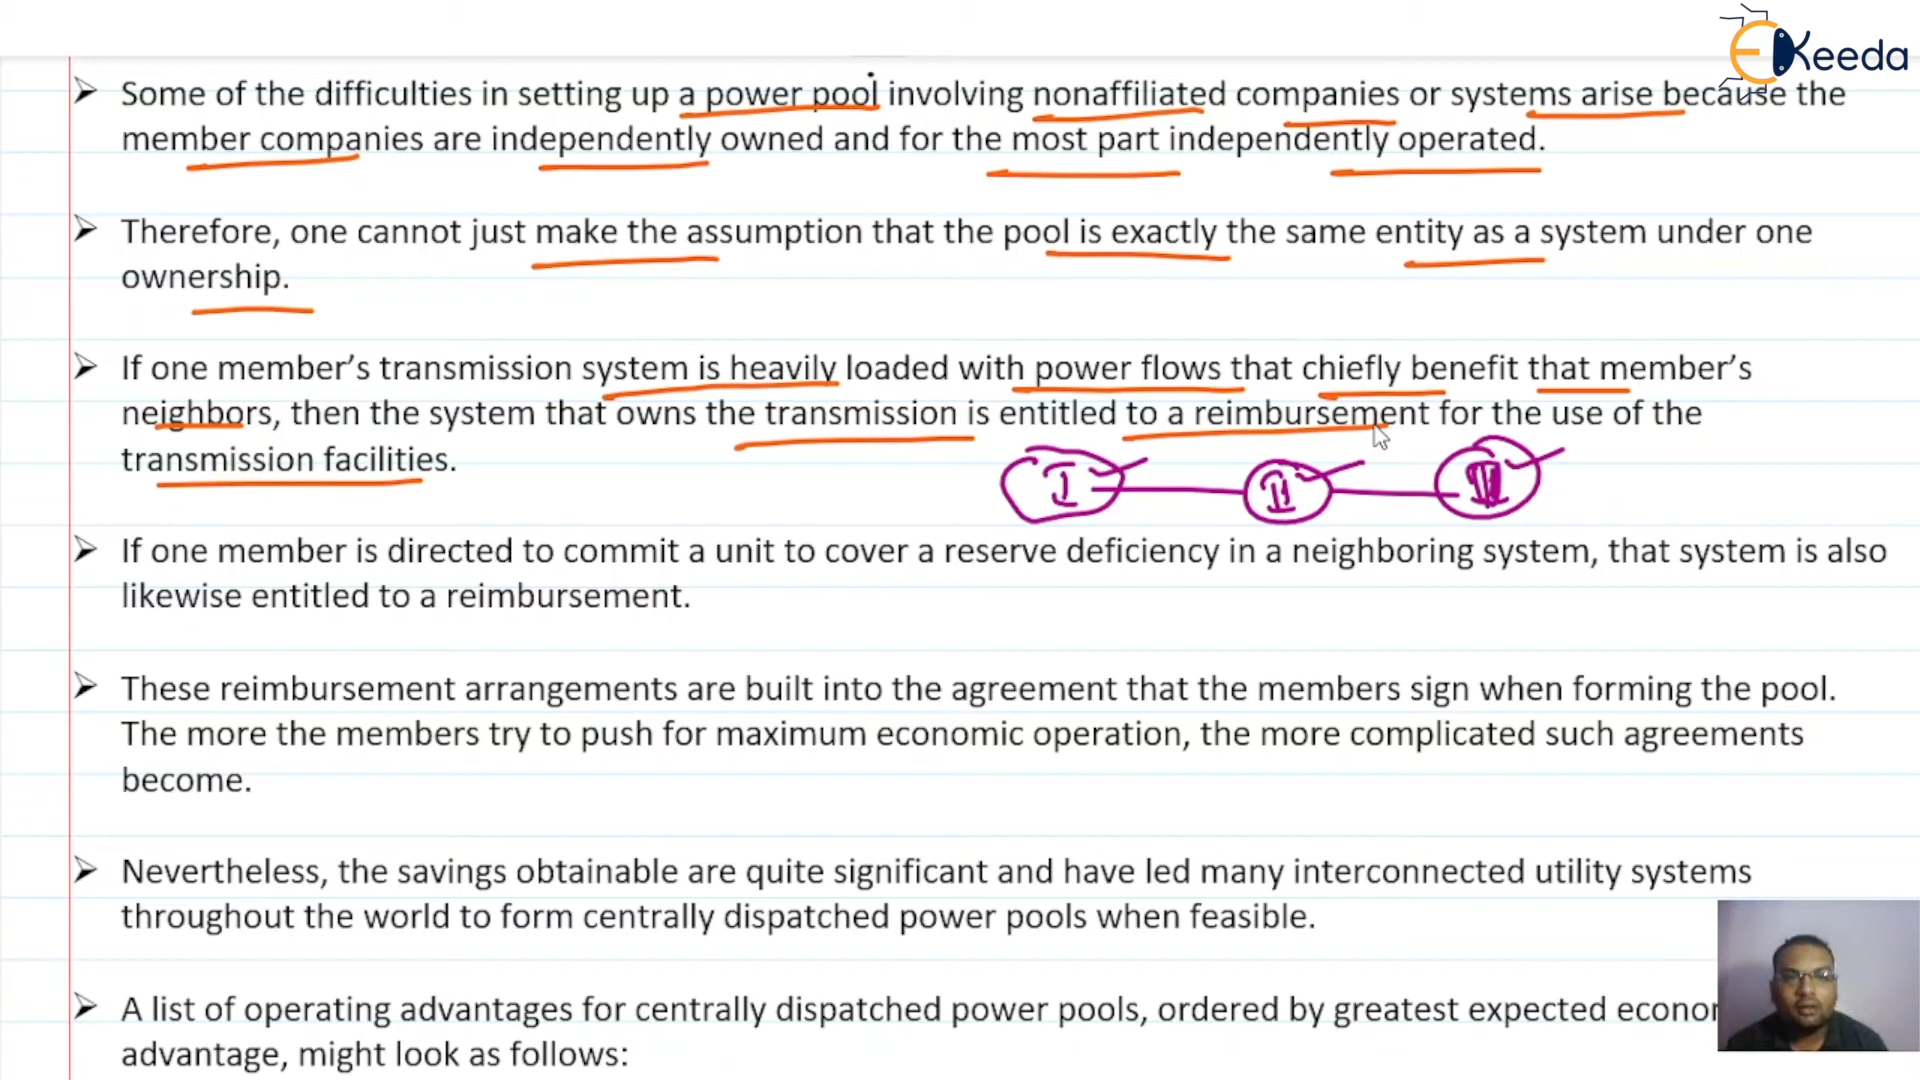 EKeeda
Some of the difficulties in setting up a power pool involving nonaffiliated companies or systems arise because the
member companies are independently owned and for the most part independently operated.
Therefore, one cannot just make the assumption that the pool is exactly the same entity as a system under one
ownership.
If one member’s transmission system is heavily loaded with power flows that chiefly benefit that member’s
neighbors, then the system that owns the transmission is entitled to a reimbursement for the use of the
transmission facilities.
I II III
If one member is directed to commit a unit to cover a reserve deficiency in a neighboring system, that system is also
likewise entitled to a reimbursement.
These reimbursement arrangements are built into the agreement that the members sign when forming the pool.
The more the members try to push for maximum economic operation, the more complicated such agreements
become.
Nevertheless, the savings obtainable are quite significant and have led many interconnected utility systems
throughout the world to form centrally dispatched power pools when feasible.
A list of operating advantages for centrally dispatched power pools, ordered by greatest expected
advantage, might look as follows: